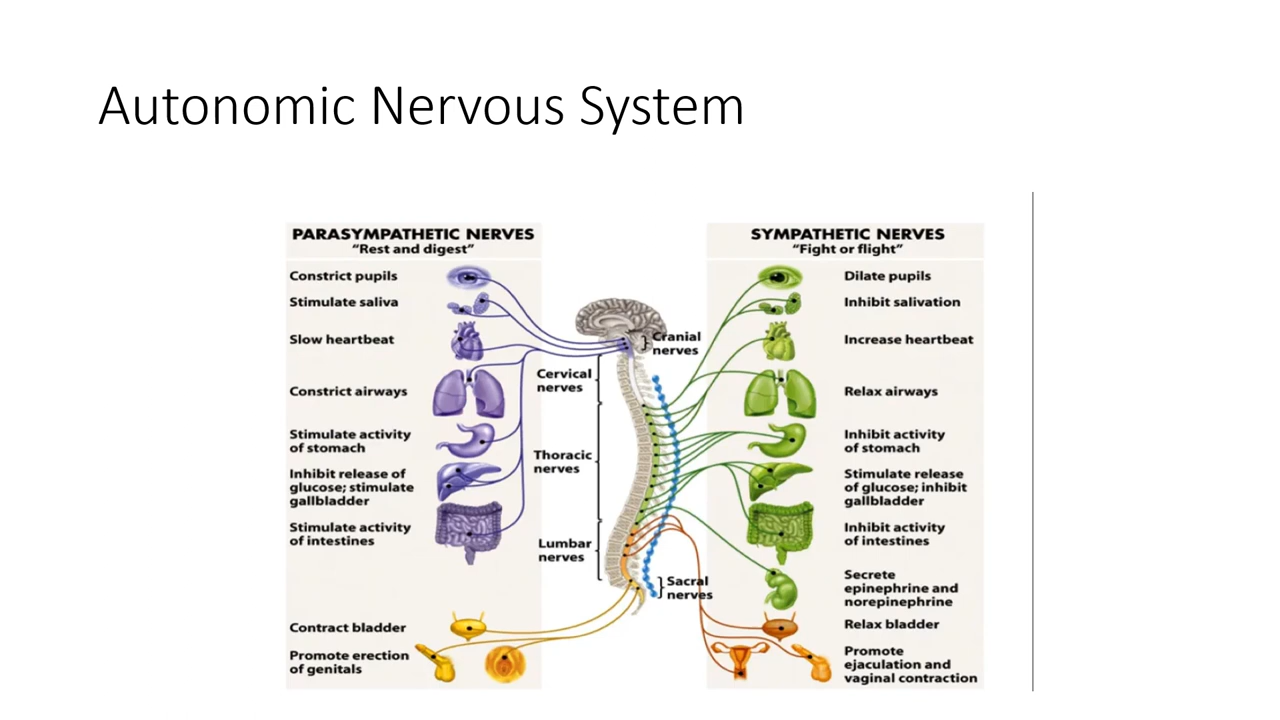 Autonomic Nervous System
PARASYMPATHETIC NERVES
“Rest and digest”
Constrict pupils
Stimulate saliva
Slow heartbeat
Constrict airways
Stimulate activity
of stomach
Inhibit release of
glucose; stimulate
gallbladder
Stimulate activity
of intestines
Contract bladder
Promote erection
of genitals
Cranial
nerves
Cervical
nerves
Thoracic
nerves
Lumbar
nerves
Sacral
nerves
SYMPATHETIC NERVES
“Fight or flight”
Dilate pupils
Inhibit salivation
Increase heartbeat
Relax airways
Inhibit activity
of stomach
Stimulate release
of glucose; inhibit
gallbladder
Inhibit activity
of intestines
Secrete
epinephrine and
norepinephrine
Relax bladder
Promote
ejaculation and
vaginal contraction